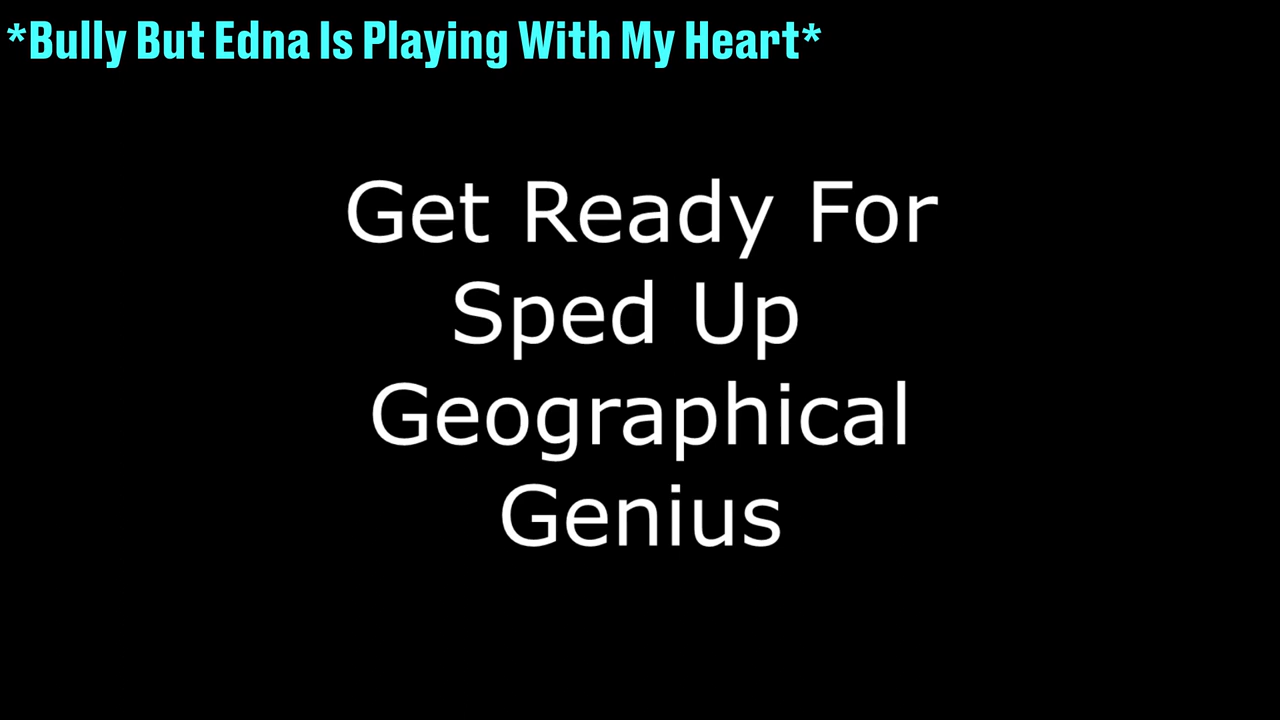 *Bully But Edna Is Playing With My Heart*
Get Ready For
Sped Up
Geographical
Genius